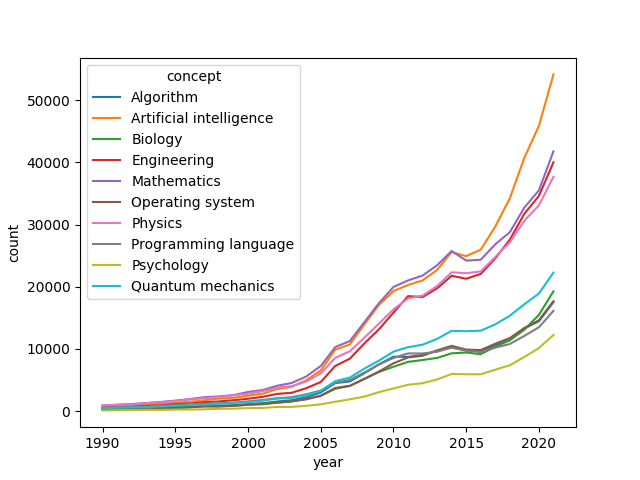 concept
Algorithm
Artificial intelligence
Biology
Engineering
Mathematics
Operating system
Physics
Programming language
Psychology
Quantum mechanics
50000
40000
30000
20000
10000
0
count
1990 1995 2000 2005 2010 2015 2020
year